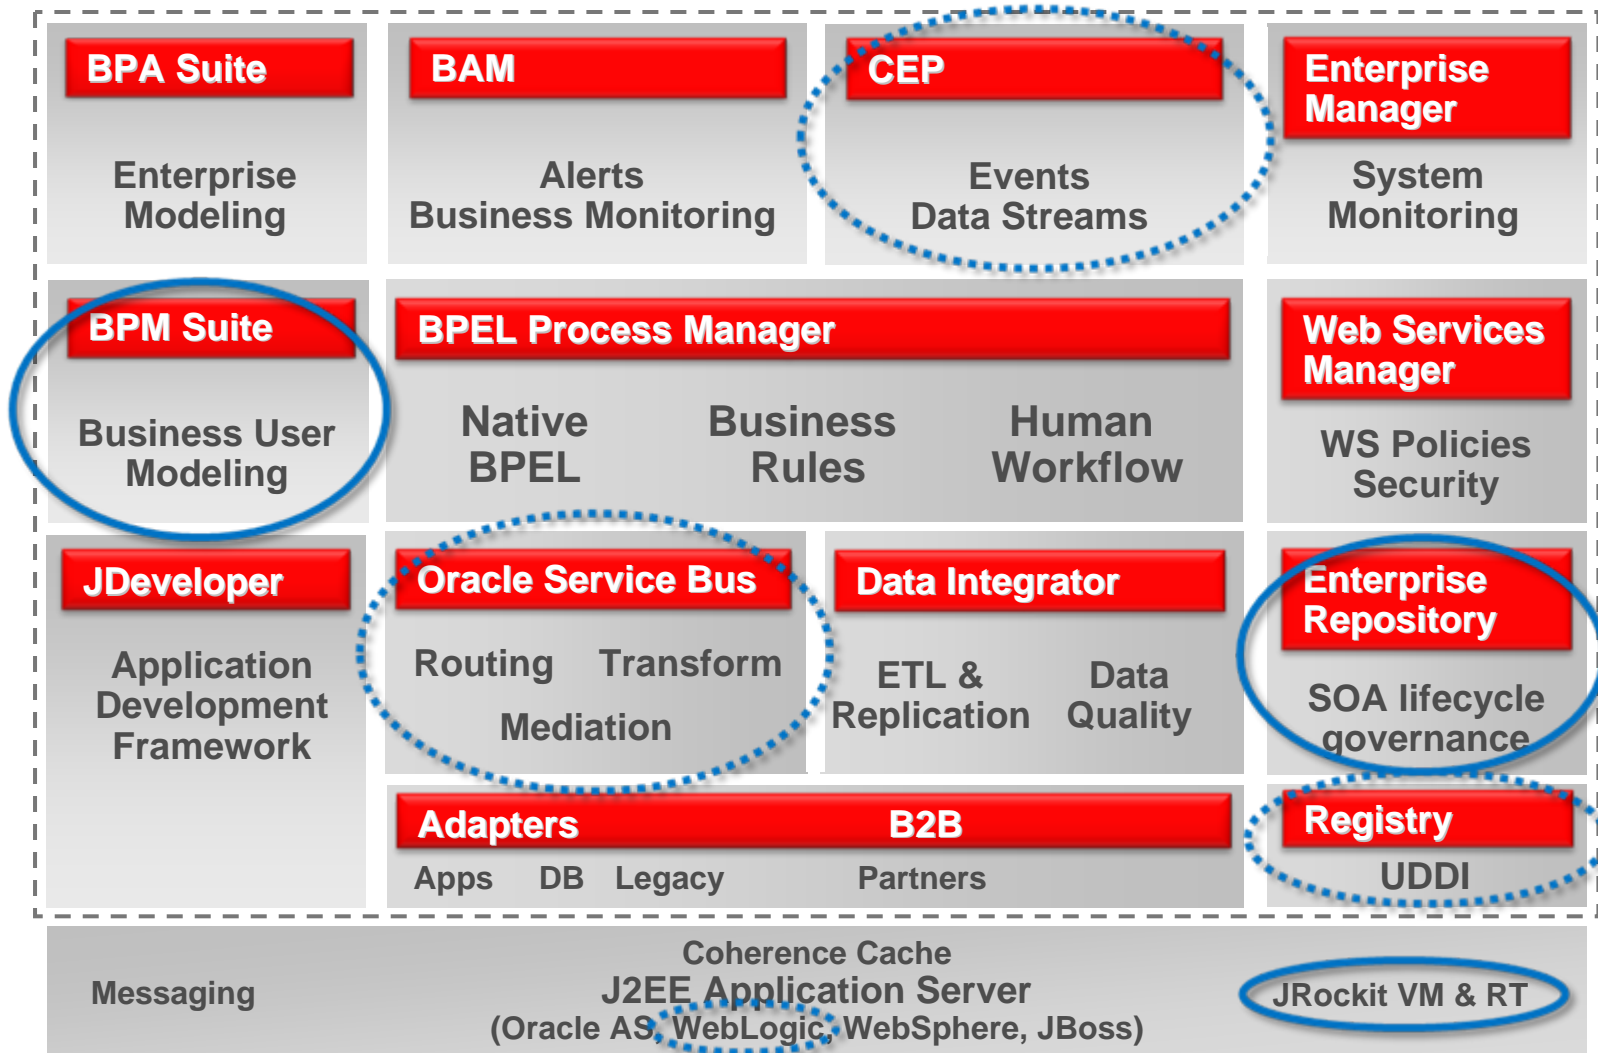 BPA Suite
Enterprise
Modeling
BAM
Alerts
Business Monitoring
CEP
Events
Data Streams
Enterprise
Manager
System
Monitoring
BPM Suite
Business User
Modeling
BPEL Process Manager
Native
BPEL
Business
Rules
Human
Workflow
Web Services
Manager
WS Policies
Security
JDeveloper
Application
Development
Framework
Oracle Service Bus
Routing
Transform
Mediation
Data Integrator
ETL &
Replication
Data
Quality
Enterprise
Repository
SOA lifecycle
governance
Adapters
B2B
Apps
DB
Legacy
Partners
Registry
UDDI
Messaging
Coherence Cache
J2EE Application Server
(Oracle AS, WebLogic, WebSphere, JBoss)
JRockit VM & RT